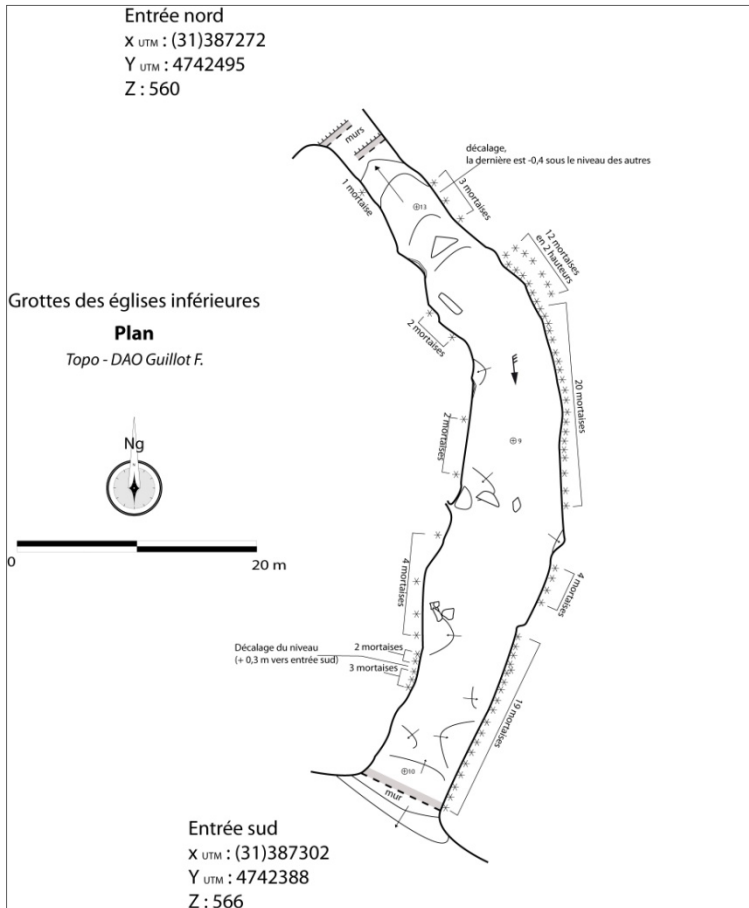 Entrée nord
x UTM : (31)387272
Y UTM : 4742495
Z : 560
murs
décalage,
la dernière est -0,4 sous le niveau des autres
3 mortaises
1 mortaise
13
12 mortaises
en 2 hauteurs
Grottes des églises inférieures
Plan
Topo - DAO Guillot F.
2 mortaises
20 mortaises
Ng
2 mortaises
9
0
20 m
4 mortaises
4 mortaises
Décalage du niveau
(+ 0,3 m vers entrée sud)
2 mortaises
3 mortaises
19 mortaises
10
mur
Entrée sud
x UTM : (31)387302
Y UTM : 4742388
Z : 566